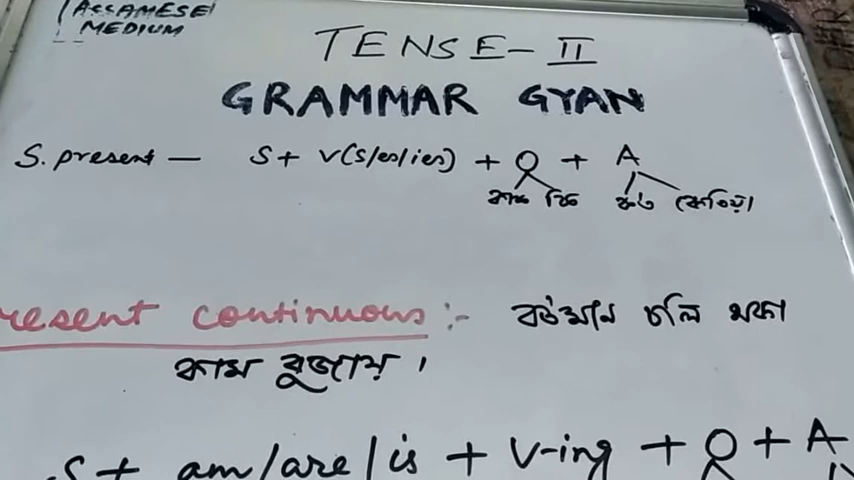 (ASSAMESE
MEDIUM
TENSE-II
GRAMMAR GYAN
S. present — S+ V(s/es/ies) + O + A
কাক কি ক'ত কেতিয়া
resent continuous:- বৰ্তমান চলি থকা
কাম বুজায় ।
S+ am/are/is + V-ing + O + A